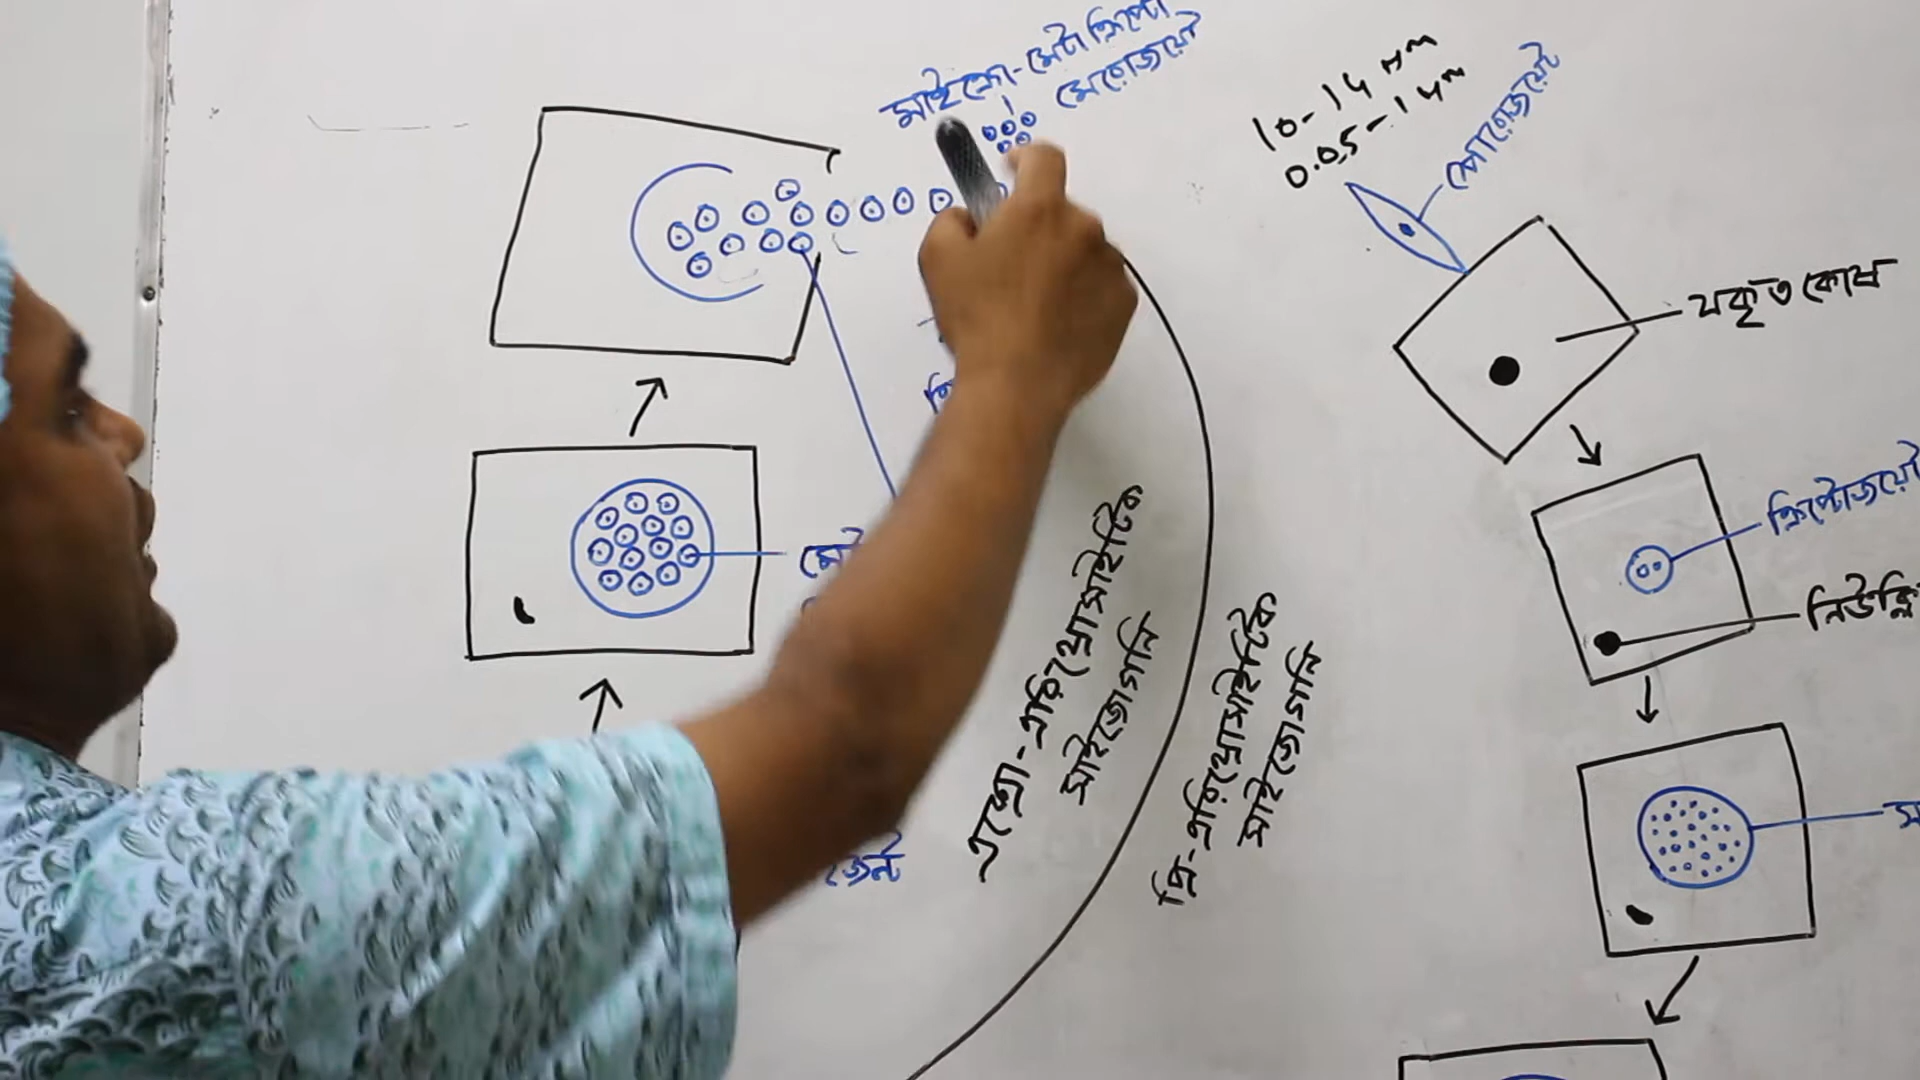 মাইক্রো-মেটা ক্রিপ্টো
মেরোজয়েট
10-14 μm
0.05-1 μm
স্পোরোজয়েট
যকৃত কোষ
ক্রিপ্টোজয়েট
এক্সো-এরিথ্রোসাইটিক
সাইজোগনি
প্রি-এরিথ্রোসাইটিক
সাইজোগনি